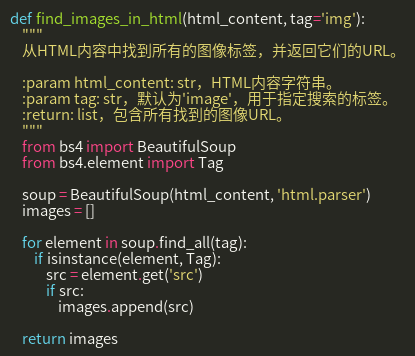 def find_images_in_html(html_content, tag='img'):
"""
从HTML内容中找到所有的图像标签，并返回它们的URL。
:param html_content: str，HTML内容字符串。
:param tag: str，默认为'image'，用于指定搜索的标签。
:return: list，包含所有找到的图像URL。
"""
from bs4 import BeautifulSoup
from bs4.element import Tag
soup = BeautifulSoup(html_content, 'html.parser')
images = []
for element in soup.find_all(tag):
if isinstance(element, Tag):
src = element.get('src')
if src:
images.append(src)
return images